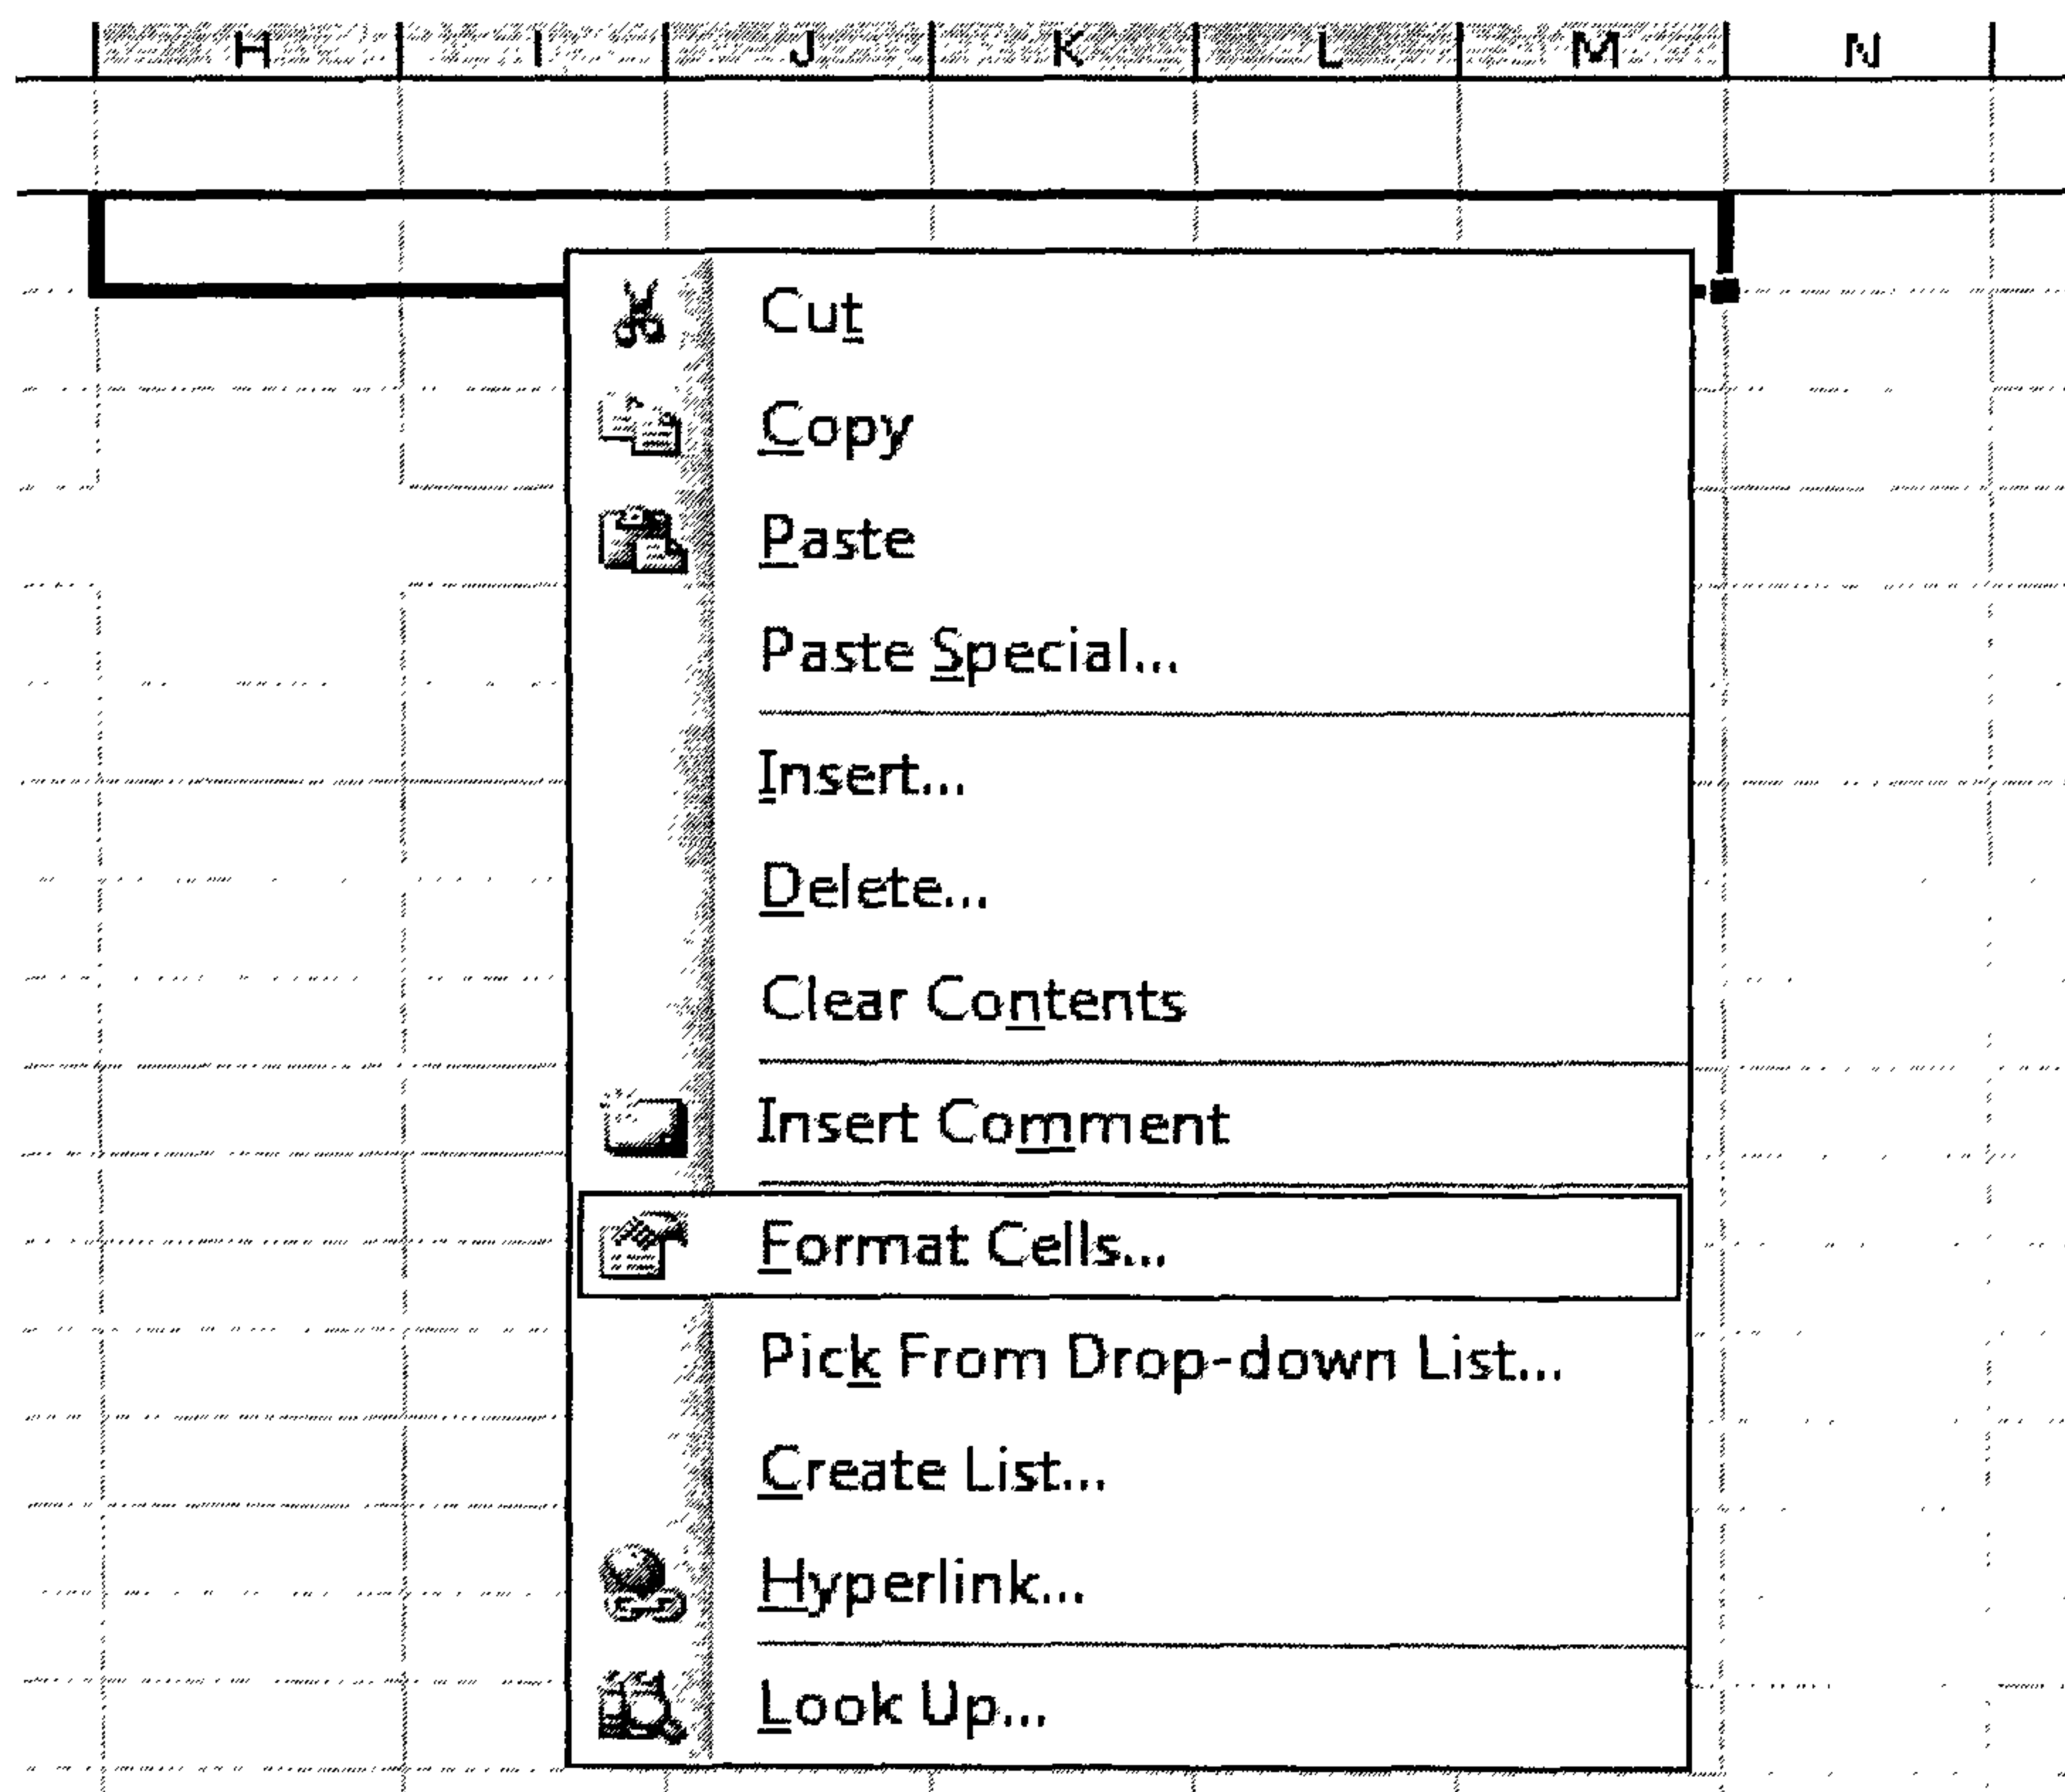 H I J K L M N
Cut
Copy
Paste
Paste Special...
Insert...
Delete...
Clear Contents
Insert Comment
Format Cells...
Pick From Drop-down List...
Create List...
Hyperlink...
Look Up...